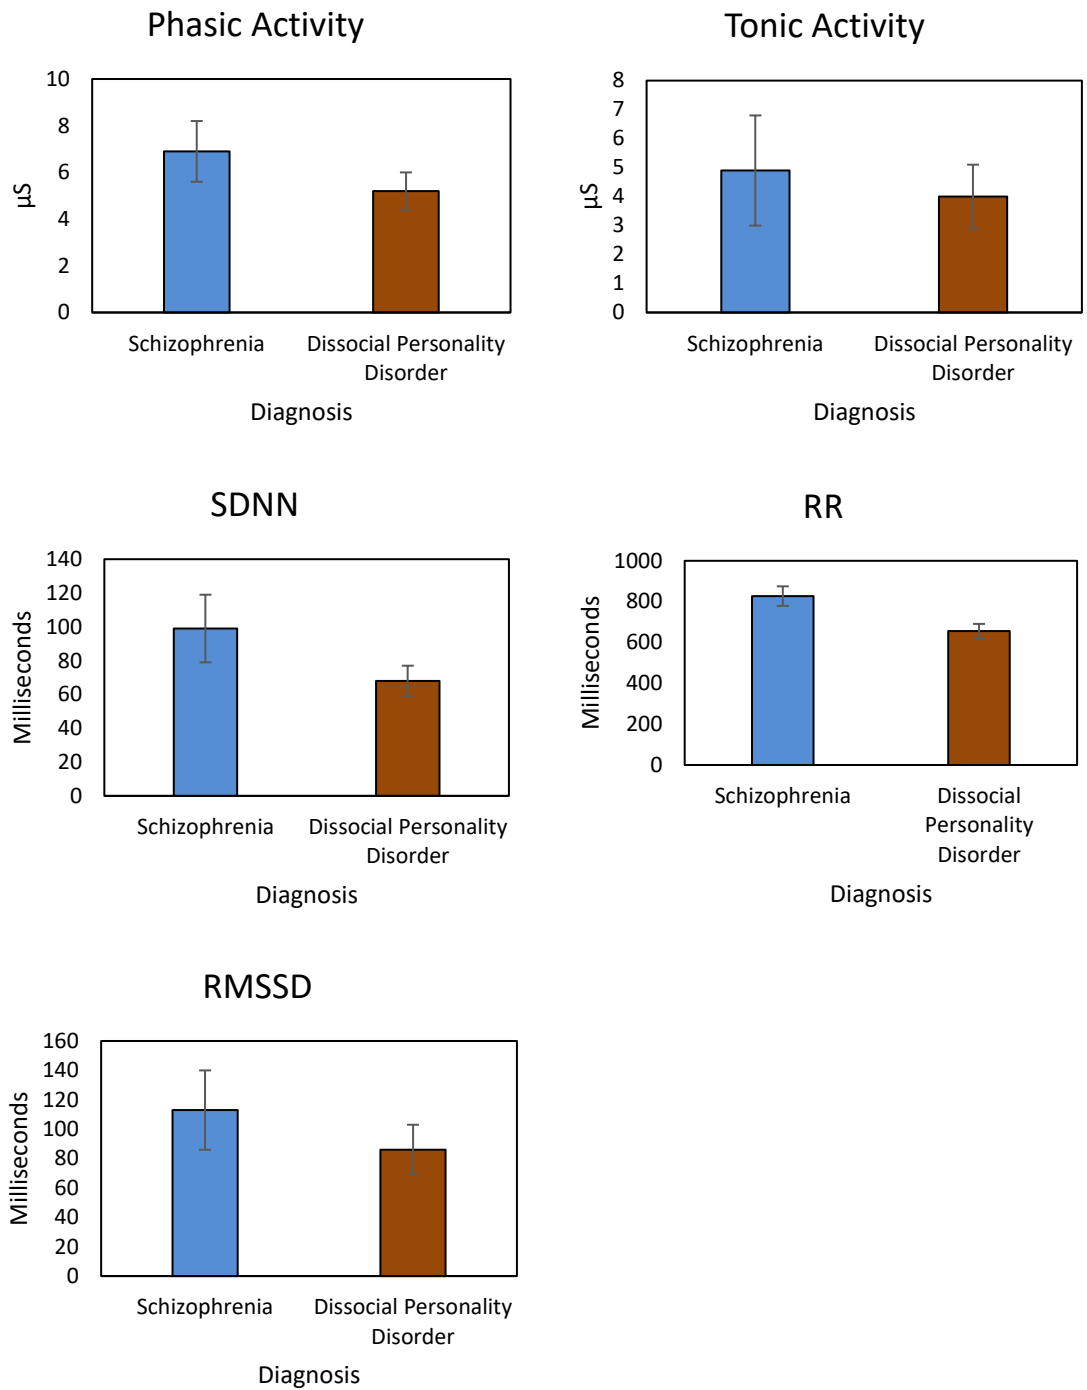 Phasic Activity
10
8
6
4
2
0
µS
Schizophrenia
Dissocial Personality
Disorder
Diagnosis
Tonic Activity
8
7
6
5
4
3
2
1
0
µS
Schizophrenia
Dissocial Personality
Disorder
Diagnosis
SDNN
140
120
100
80
60
40
20
0
Milliseconds
Schizophrenia
Dissocial Personality
Disorder
Diagnosis
RR
1000
800
600
400
200
0
Milliseconds
Schizophrenia
Dissocial
Personality
Disorder
Diagnosis
RMSSD
160
140
120
100
80
60
40
20
0
Milliseconds
Schizophrenia
Dissocial Personality
Disorder
Diagnosis